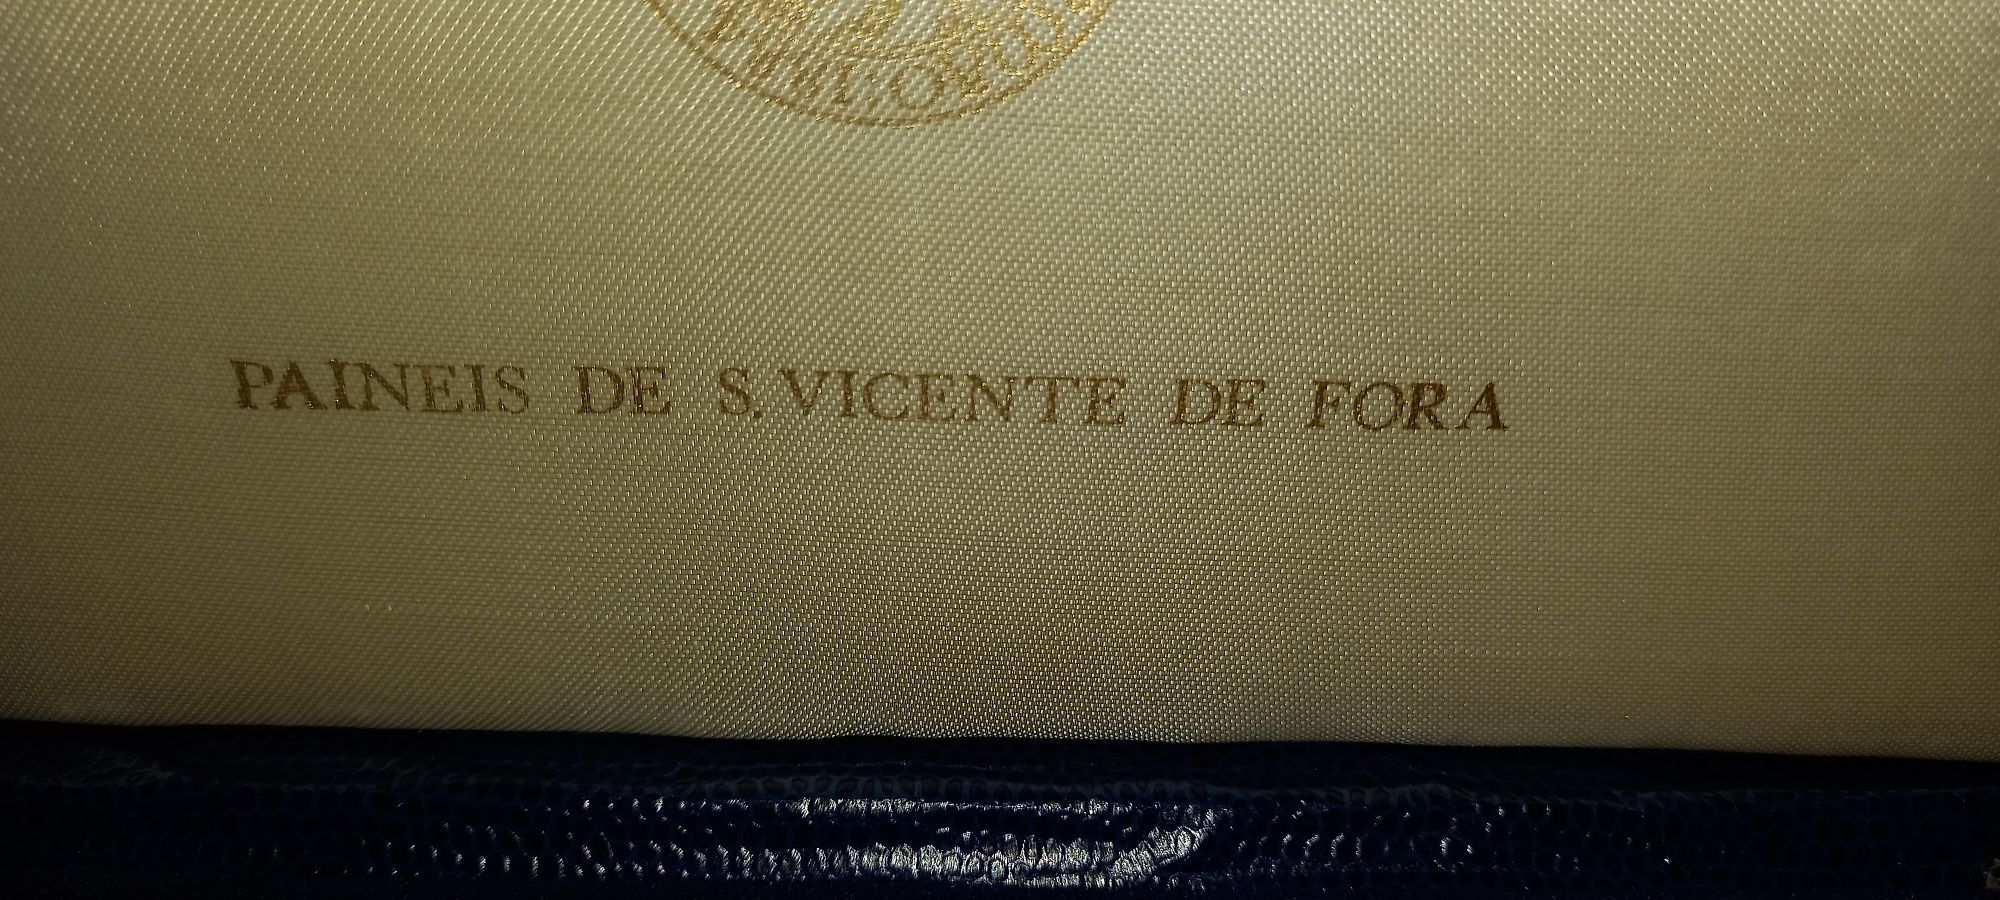 PAINEIS DE S. VICENTE DE FORA